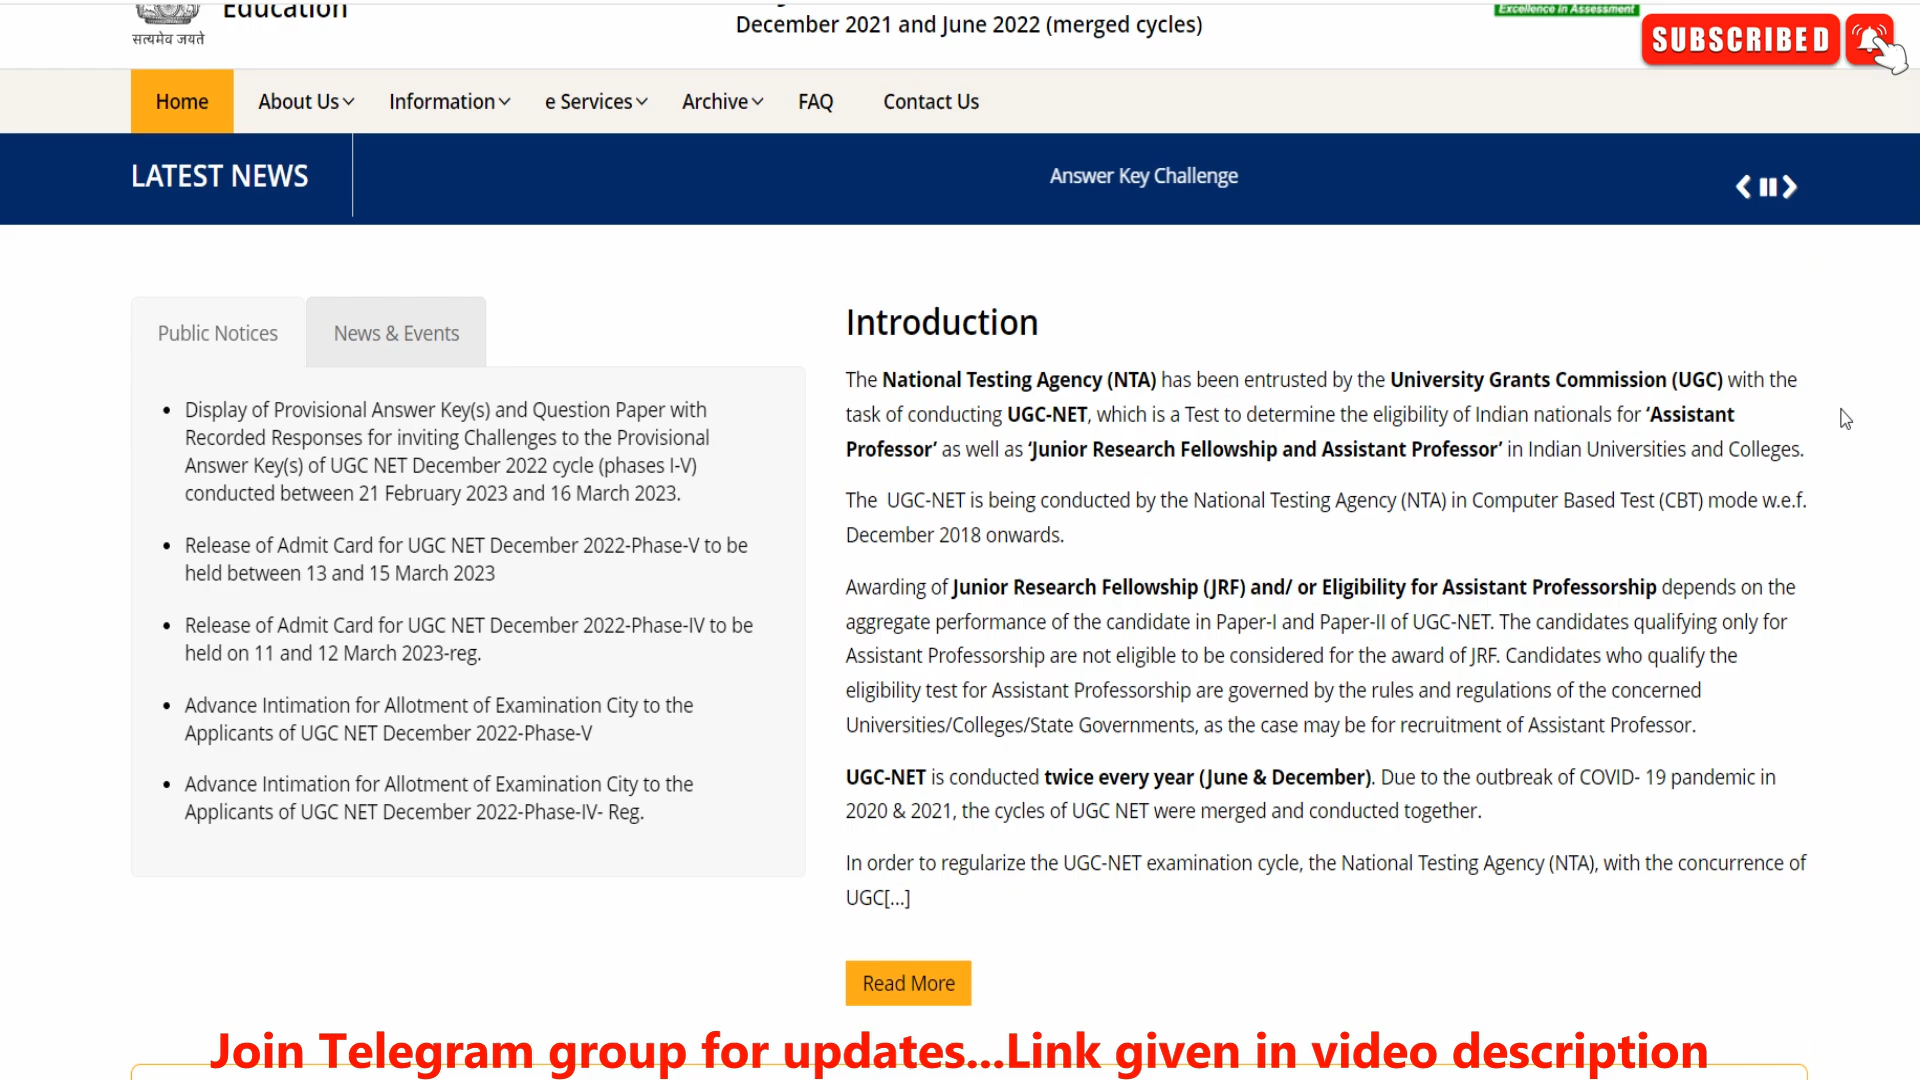 Education
सत्यमेव जयते
December 2021 and June 2022 (merged cycles)
Excellence in Assessment
SUBSCRIBED
Home
About Us
Information
e Services
Archive
FAQ
Contact Us
LATEST NEWS
Answer Key Challenge
Public Notices
News & Events
Display of Provisional Answer Key(s) and Question Paper with
Recorded Responses for inviting Challenges to the Provisional
Answer Key(s) of UGC NET December 2022 cycle (phases I-V)
conducted between 21 February 2023 and 16 March 2023.
Release of Admit Card for UGC NET December 2022-Phase-V to be
held between 13 and 15 March 2023
Release of Admit Card for UGC NET December 2022-Phase-IV to be
held on 11 and 12 March 2023-reg.
Advance Intimation for Allotment of Examination City to the
Applicants of UGC NET December 2022-Phase-V
Advance Intimation for Allotment of Examination City to the
Applicants of UGC NET December 2022-Phase-IV- Reg.
Introduction
The National Testing Agency (NTA) has been entrusted by the University Grants Commission (UGC) with the
task of conducting UGC-NET, which is a Test to determine the eligibility of Indian nationals for ‘Assistant
Professor’ as well as ‘Junior Research Fellowship and Assistant Professor’ in Indian Universities and Colleges.
The UGC-NET is being conducted by the National Testing Agency (NTA) in Computer Based Test (CBT) mode w.e.f.
December 2018 onwards.
Awarding of Junior Research Fellowship (JRF) and/ or Eligibility for Assistant Professorship depends on the
aggregate performance of the candidate in Paper-I and Paper-II of UGC-NET. The candidates qualifying only for
Assistant Professorship are not eligible to be considered for the award of JRF. Candidates who qualify the
eligibility test for Assistant Professorship are governed by the rules and regulations of the concerned
Universities/Colleges/State Governments, as the case may be for recruitment of Assistant Professor.
UGC-NET is conducted twice every year (June & December). Due to the outbreak of COVID- 19 pandemic in
2020 & 2021, the cycles of UGC NET were merged and conducted together.
In order to regularize the UGC-NET examination cycle, the National Testing Agency (NTA), with the concurrence of
UGC[...]
Read More
Join Telegram group for updates...Link given in video description